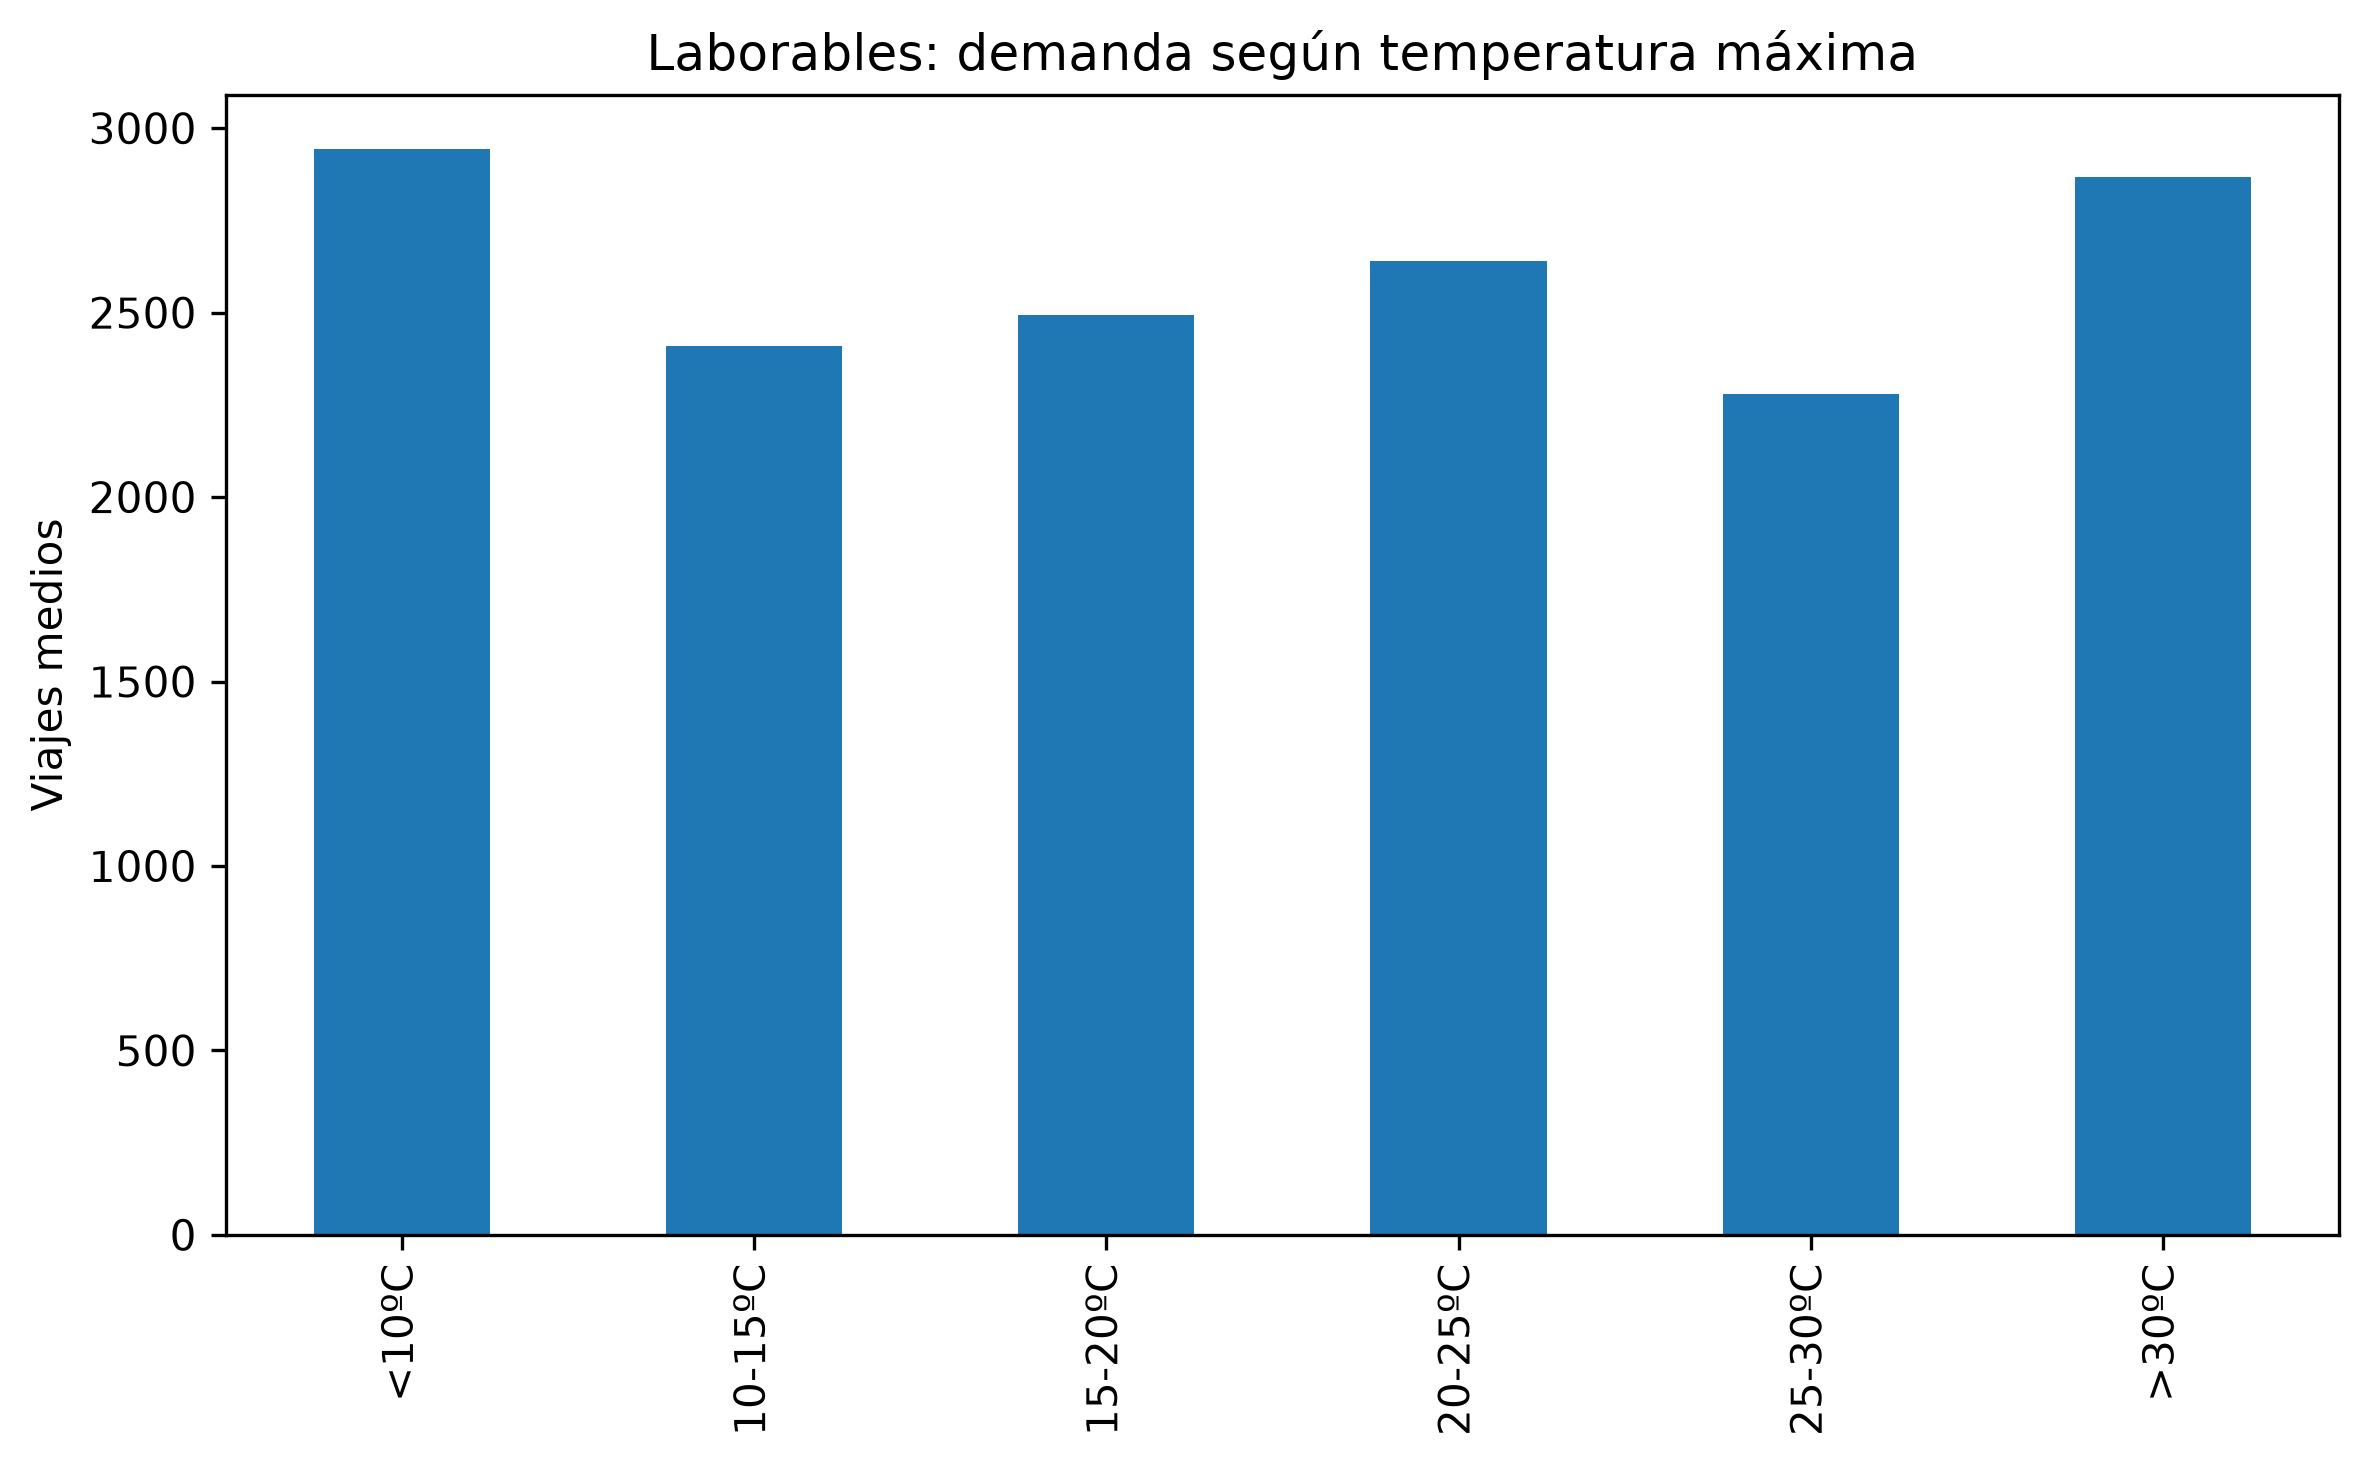 Laborables: demanda según temperatura máxima
Viajes medios
3000
2500
2000
1500
1000
500
0
<10ºC
10-15ºC
15-20ºC
20-25ºC
25-30ºC
>30ºC